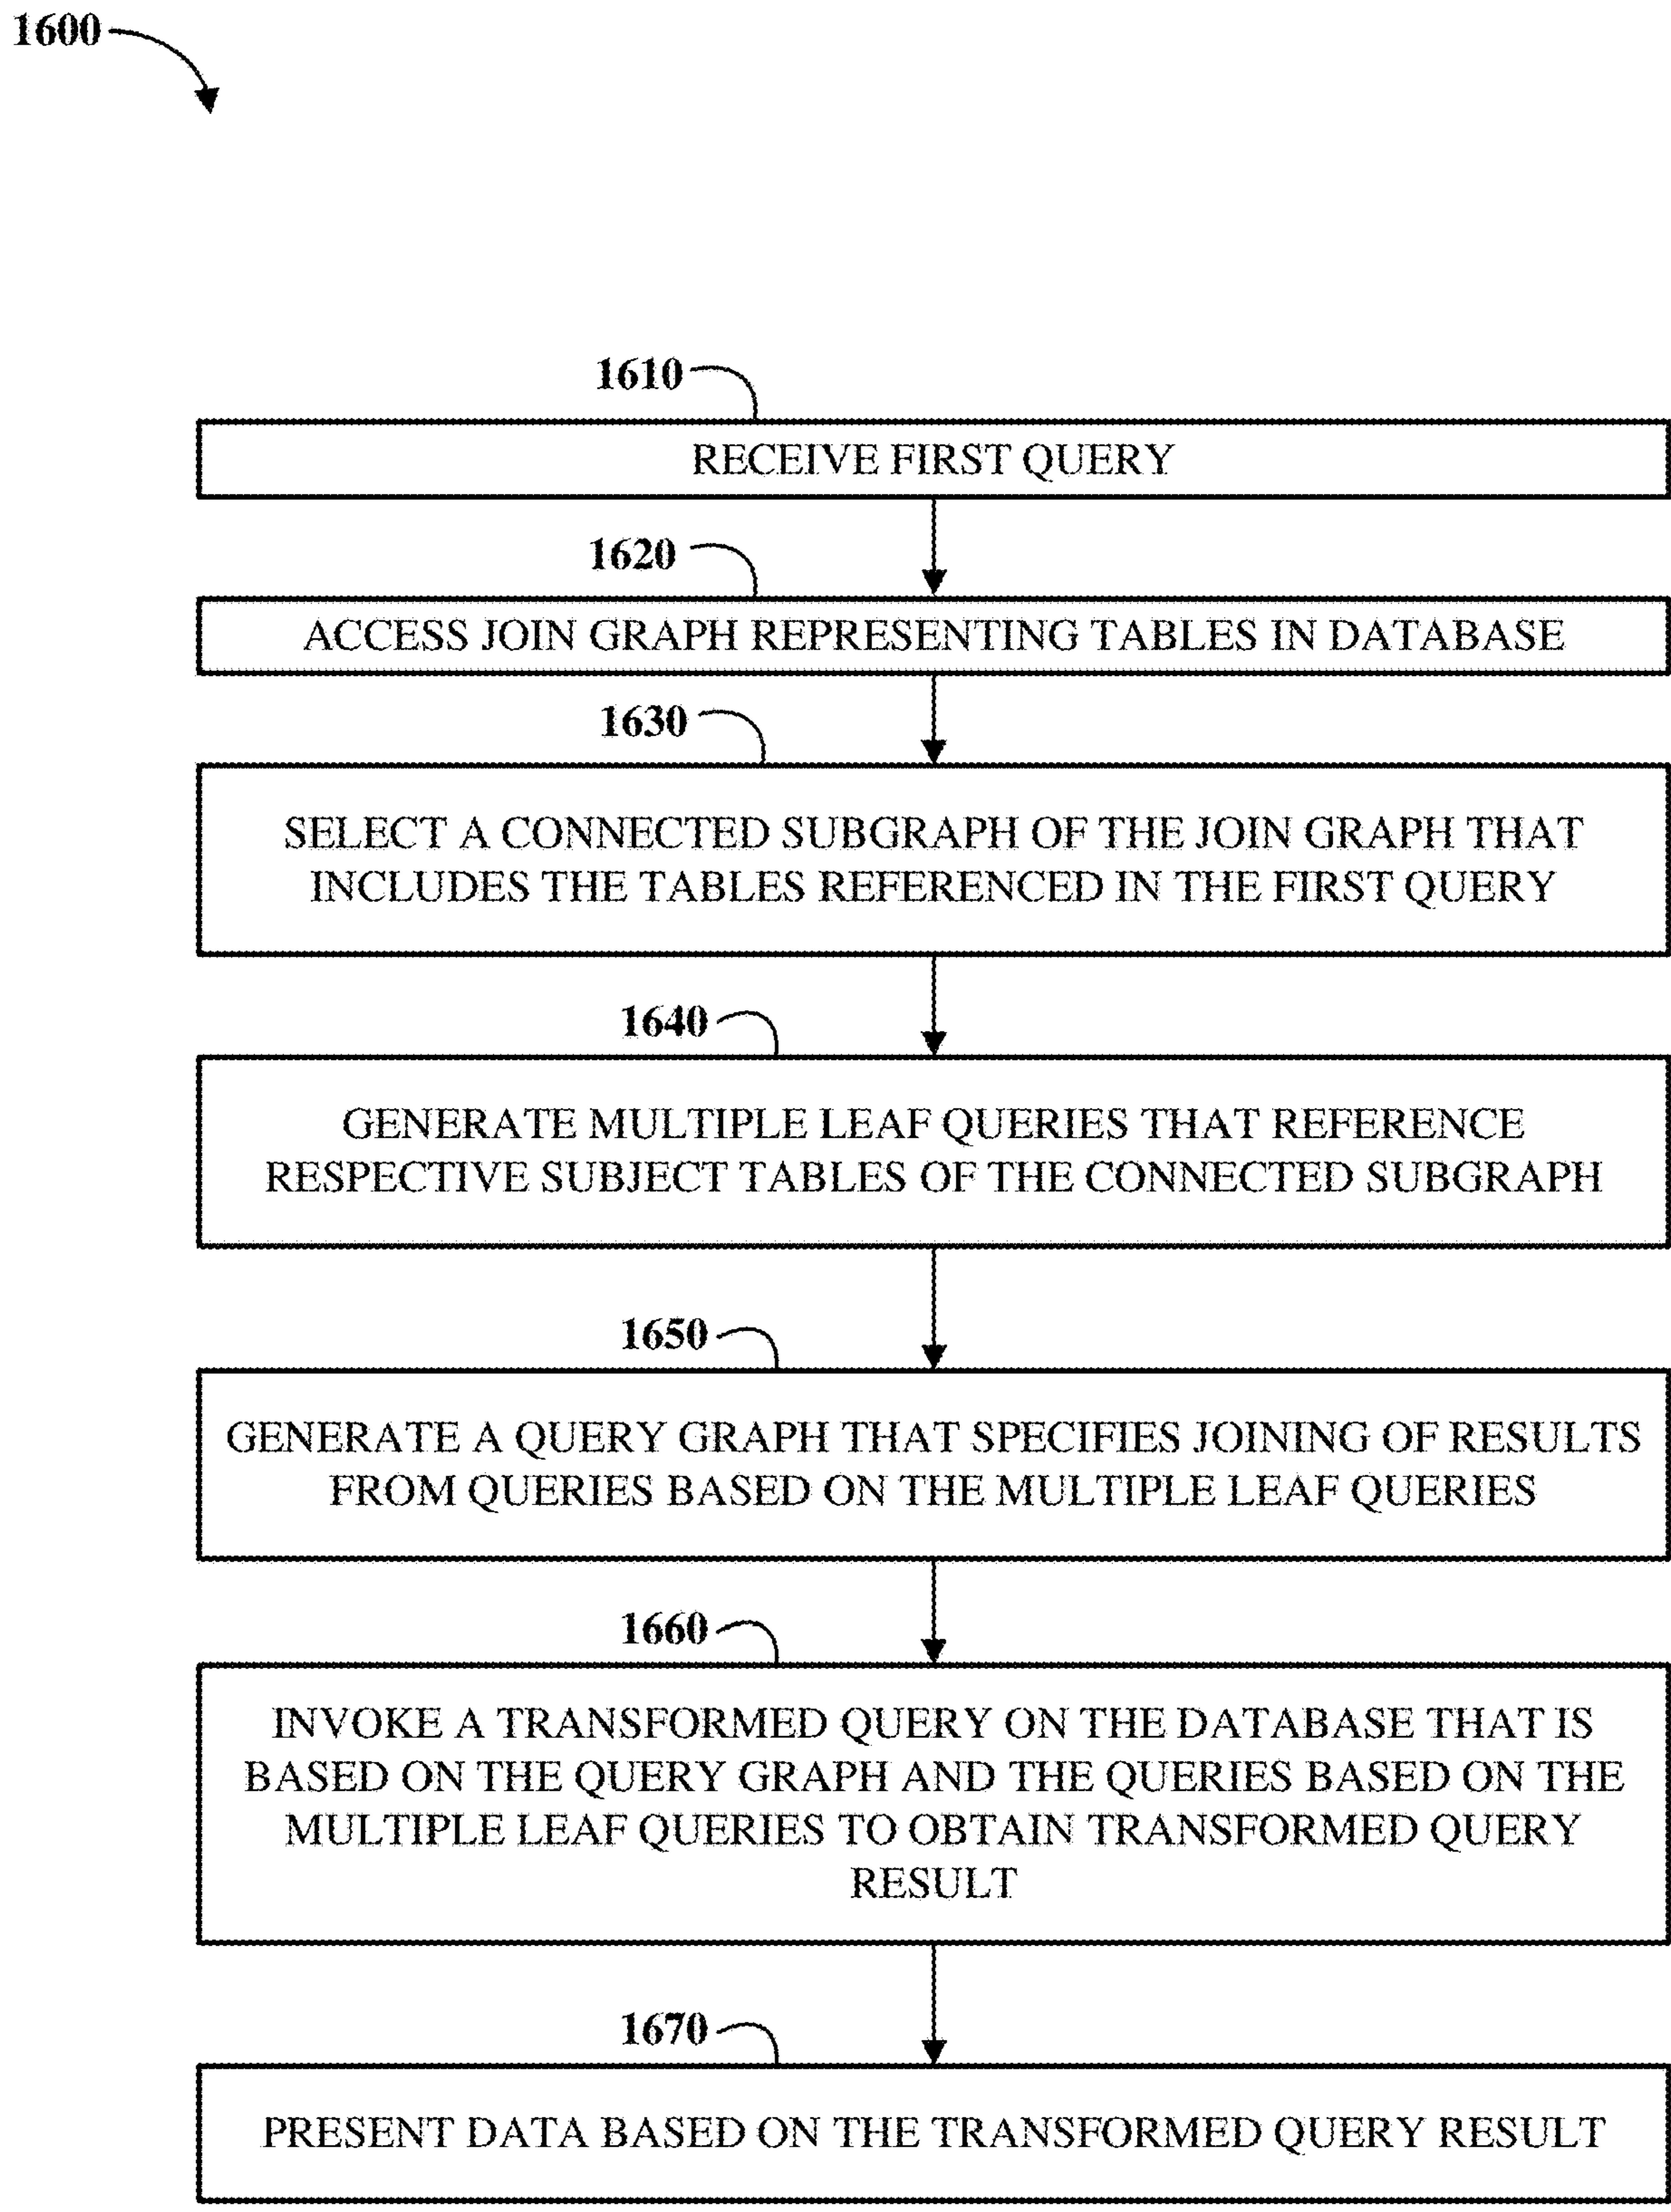 1600
1610
RECEIVE FIRST QUERY
1620
ACCESS JOIN GRAPH REPRESENTING TABLES IN DATABASE
1630
SELECT A CONNECTED SUBGRAPH OF THE JOIN GRAPH THAT
INCLUDES THE TABLES REFERENCED IN THE FIRST QUERY
1640
GENERATE MULTIPLE LEAF QUERIES THAT REFERENCE
RESPECTIVE SUBJECT TABLES OF THE CONNECTED SUBGRAPH
1650
GENERATE A QUERY GRAPH THAT SPECIFIES JOINING OF RESULTS
FROM QUERIES BASED ON THE MULTIPLE LEAF QUERIES
1660
INVOKE A TRANSFORMED QUERY ON THE DATABASE THAT IS
BASED ON THE QUERY GRAPH AND THE QUERIES BASED ON THE
MULTIPLE LEAF QUERIES TO OBTAIN TRANSFORMED QUERY
RESULT
1670
PRESENT DATA BASED ON THE TRANSFORMED QUERY RESULT